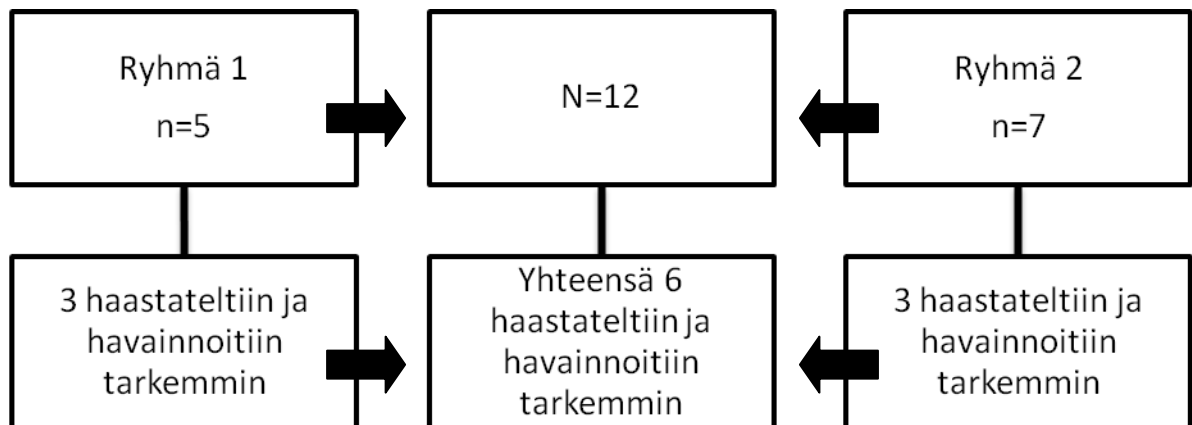 Ryhmä 1
n=5
N=12
Ryhmä 2
n=7
3 haastateltiin ja
havainnoitiin
tarkemmin
Yhteensä 6
haastateltiin ja
havainnoitiin
tarkemmin
3 haastateltiin ja
havainnoitiin
tarkemmin